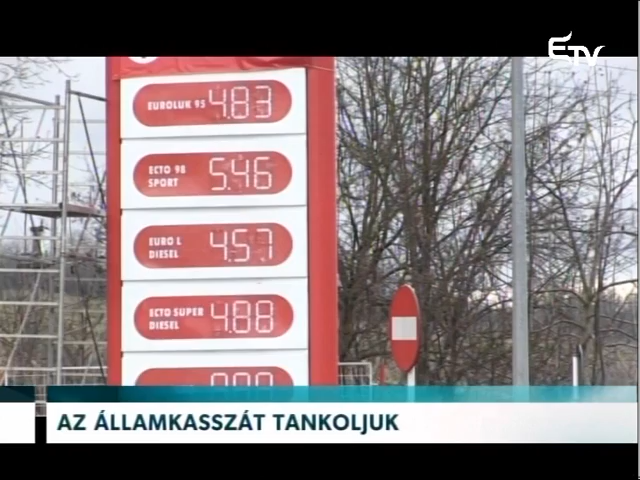 ETV
EUROLUK 95 4.83
ECTO 98
SPORT 5.46
EURO L
DIESEL 4.57
ECTO SUPER
DIESEL 4.88
AZ ÁLLAMKASSZÁT TANKOLJUK